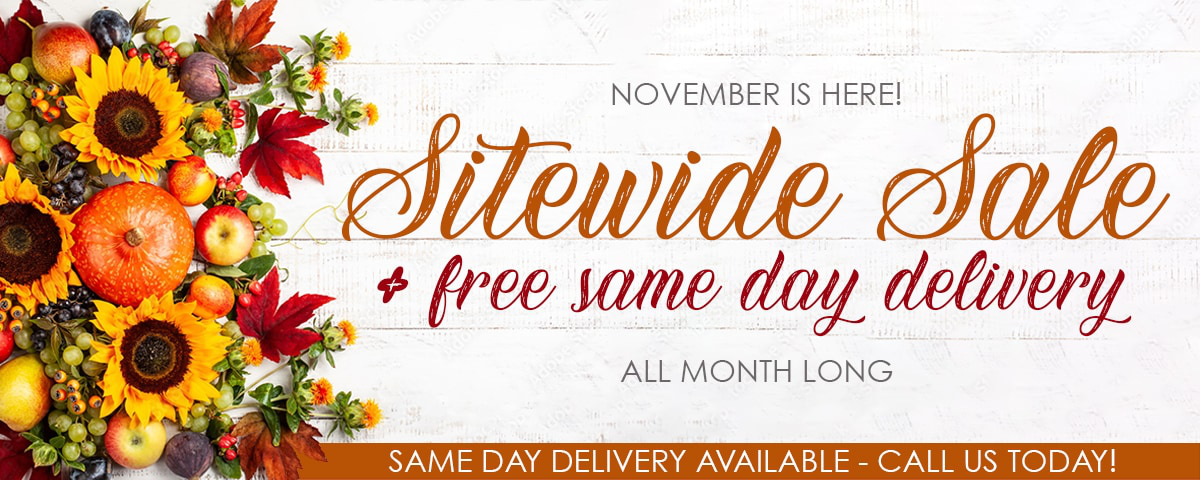 NOVEMBER IS HERE!
Sitewide Sale
+ free same day delivery
ALL MONTH LONG
SAME DAY DELIVERY AVAILABLE - CALL US TODAY!